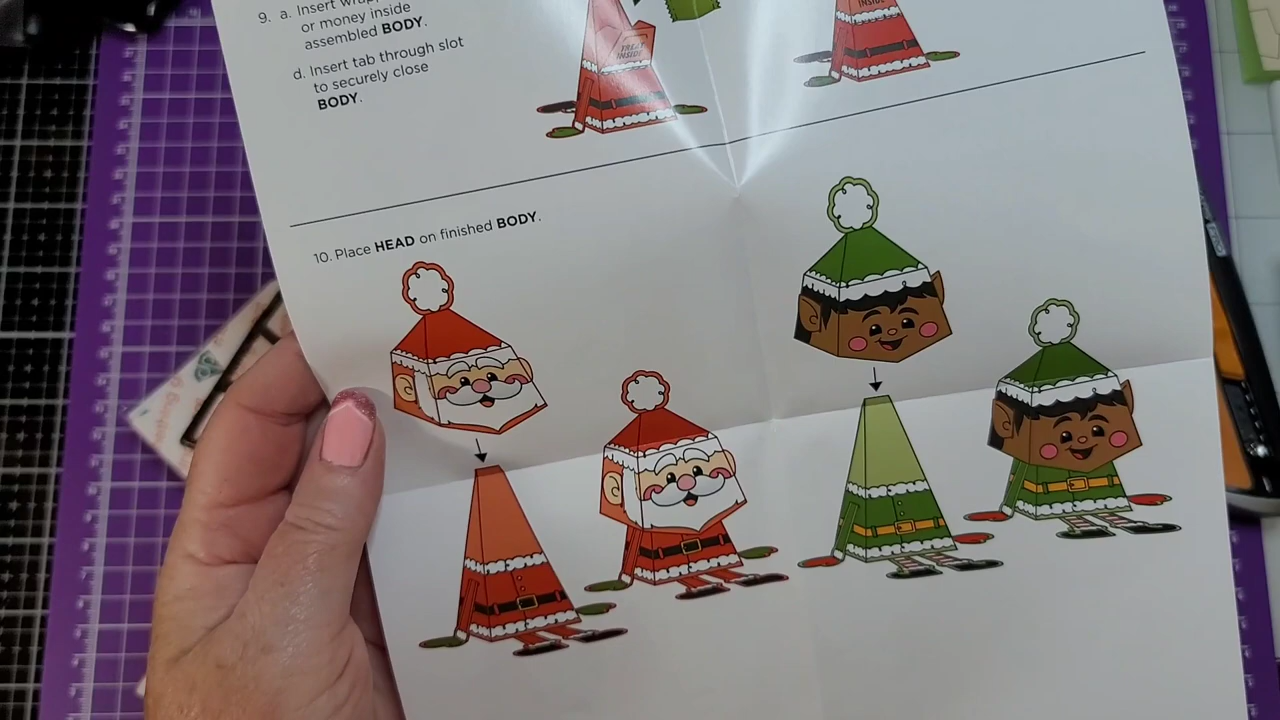 9. a. Insert
or money inside
assembled BODY.
d. Insert tab through slot
to securely close
BODY.
TREAT
INSIDE
INSIDE
10. Place HEAD on finished BODY.